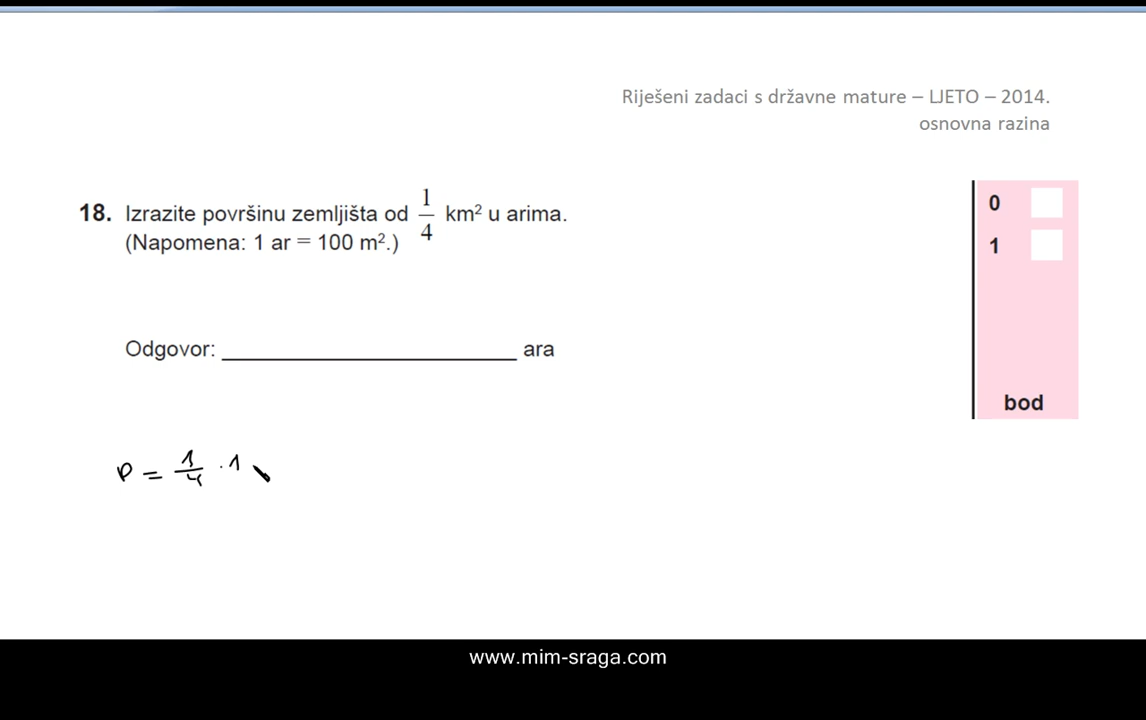 Riješeni zadaci s državne mature – LJETO – 2014.
osnovna razina
18. Izrazite površinu zemljišta od 1/4 km² u arima.
(Napomena: 1 ar = 100 m².)
0
1
Odgovor: ____________________ ara
bod
P = 1/4 · 1
www.mim-sraga.com